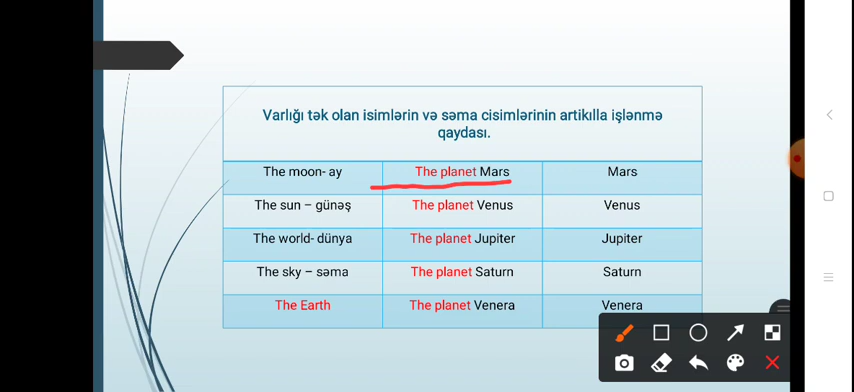 Varlığı tək olan isimlərin və səma cisimlərinin artikılla işlənmə
qaydası.
The moon- ay
The planet Mars
Mars
The sun – günəş
The planet Venus
Venus
The world- dünya
The planet Jupiter
Jupiter
The sky – səma
The planet Saturn
Saturn
The Earth
The planet Venera
Venera